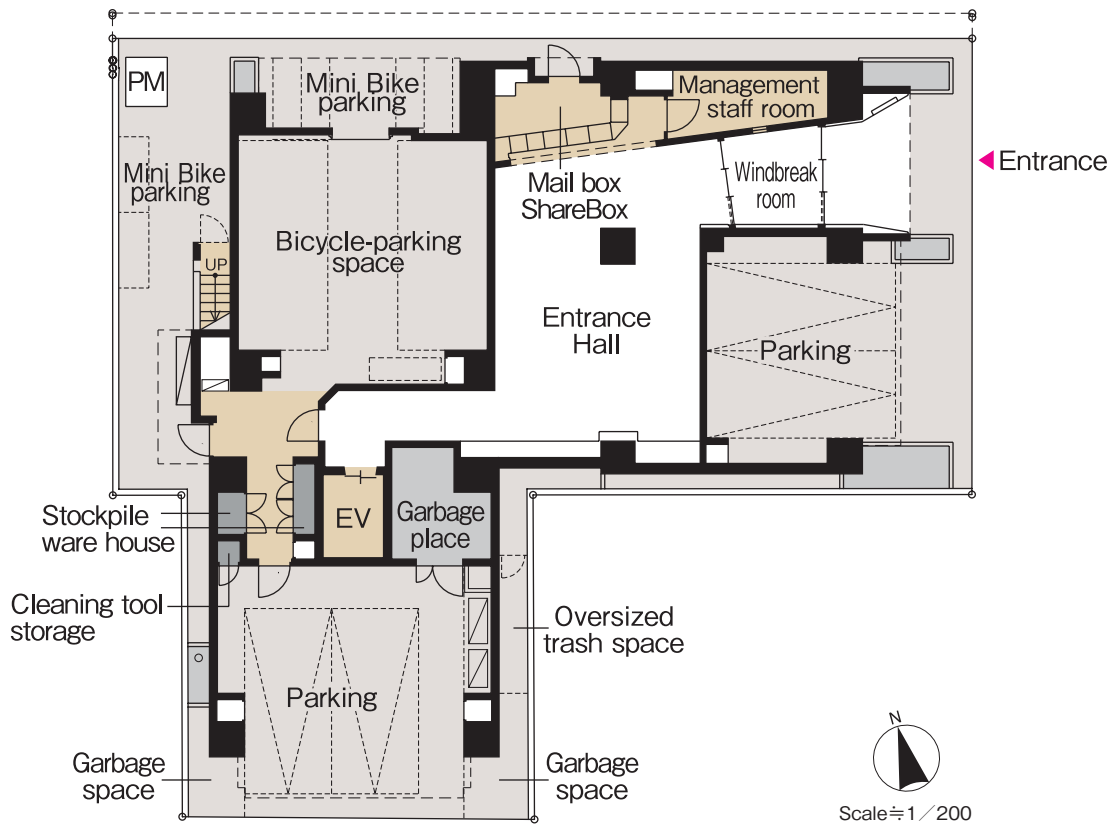 PM
Mini Bike
parking
Management
staff room
Mini Bike
parking
Mail box
ShareBox
Windbreak
room
Entrance
Bicycle-parking
space
UP
Entrance
Hall
Parking
Stockpile
ware house
EV
Garbage
place
Cleaning tool
storage
Oversized
trash space
Parking
Garbage
space
Garbage
space
N
Scale≒1／200